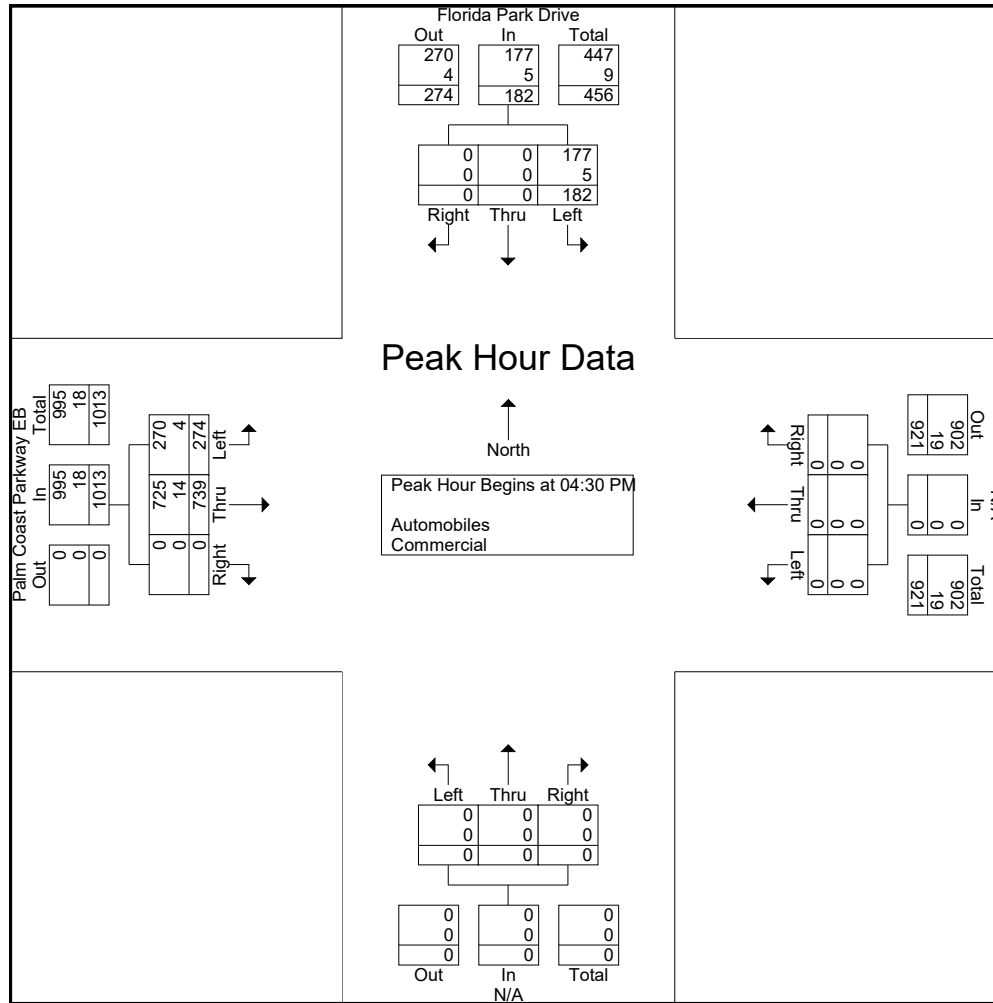 Florida Park Drive
Out In Total
270 177 447
4 5 9
274 182 456
0 0 177
0 0 5
0 0 182
Right Thru Left
Peak Hour Data
North
Peak Hour Begins at 04:30 PM
Automobiles
Commercial
Palm Coast Parkway EB
Out In Total
0 995 995
0 18 18
0 1013 1013
Right Thru Left
0 725 270
0 14 4
0 739 274
Right Thru Left
0 0 0
0 0 0
0 0 0
Out In Total
902 0 902
19 0 19
921 0 921
Left Thru Right
0 0 0
0 0 0
0 0 0
0 0 0
0 0 0
0 0 0
Out In Total
N/A